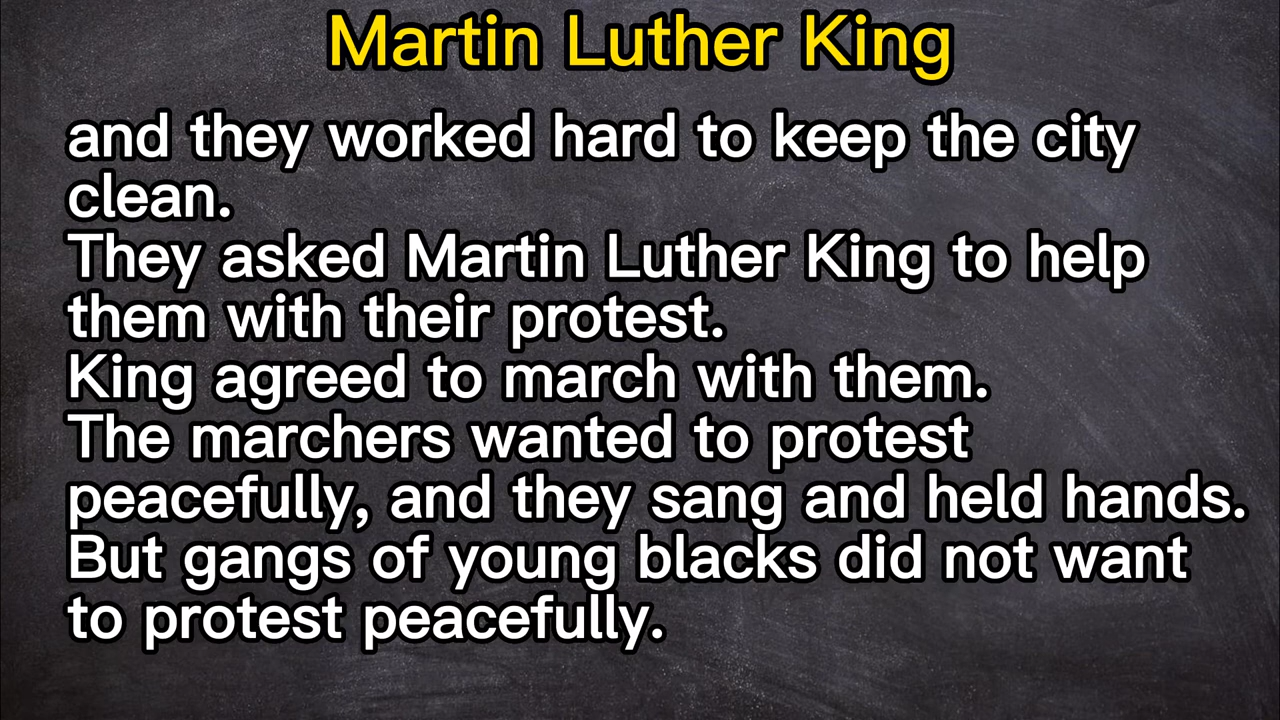 Martin Luther King
and they worked hard to keep the city
clean.
They asked Martin Luther King to help
them with their protest.
King agreed to march with them.
The marchers wanted to protest
peacefully, and they sang and held hands.
But gangs of young blacks did not want
to protest peacefully.